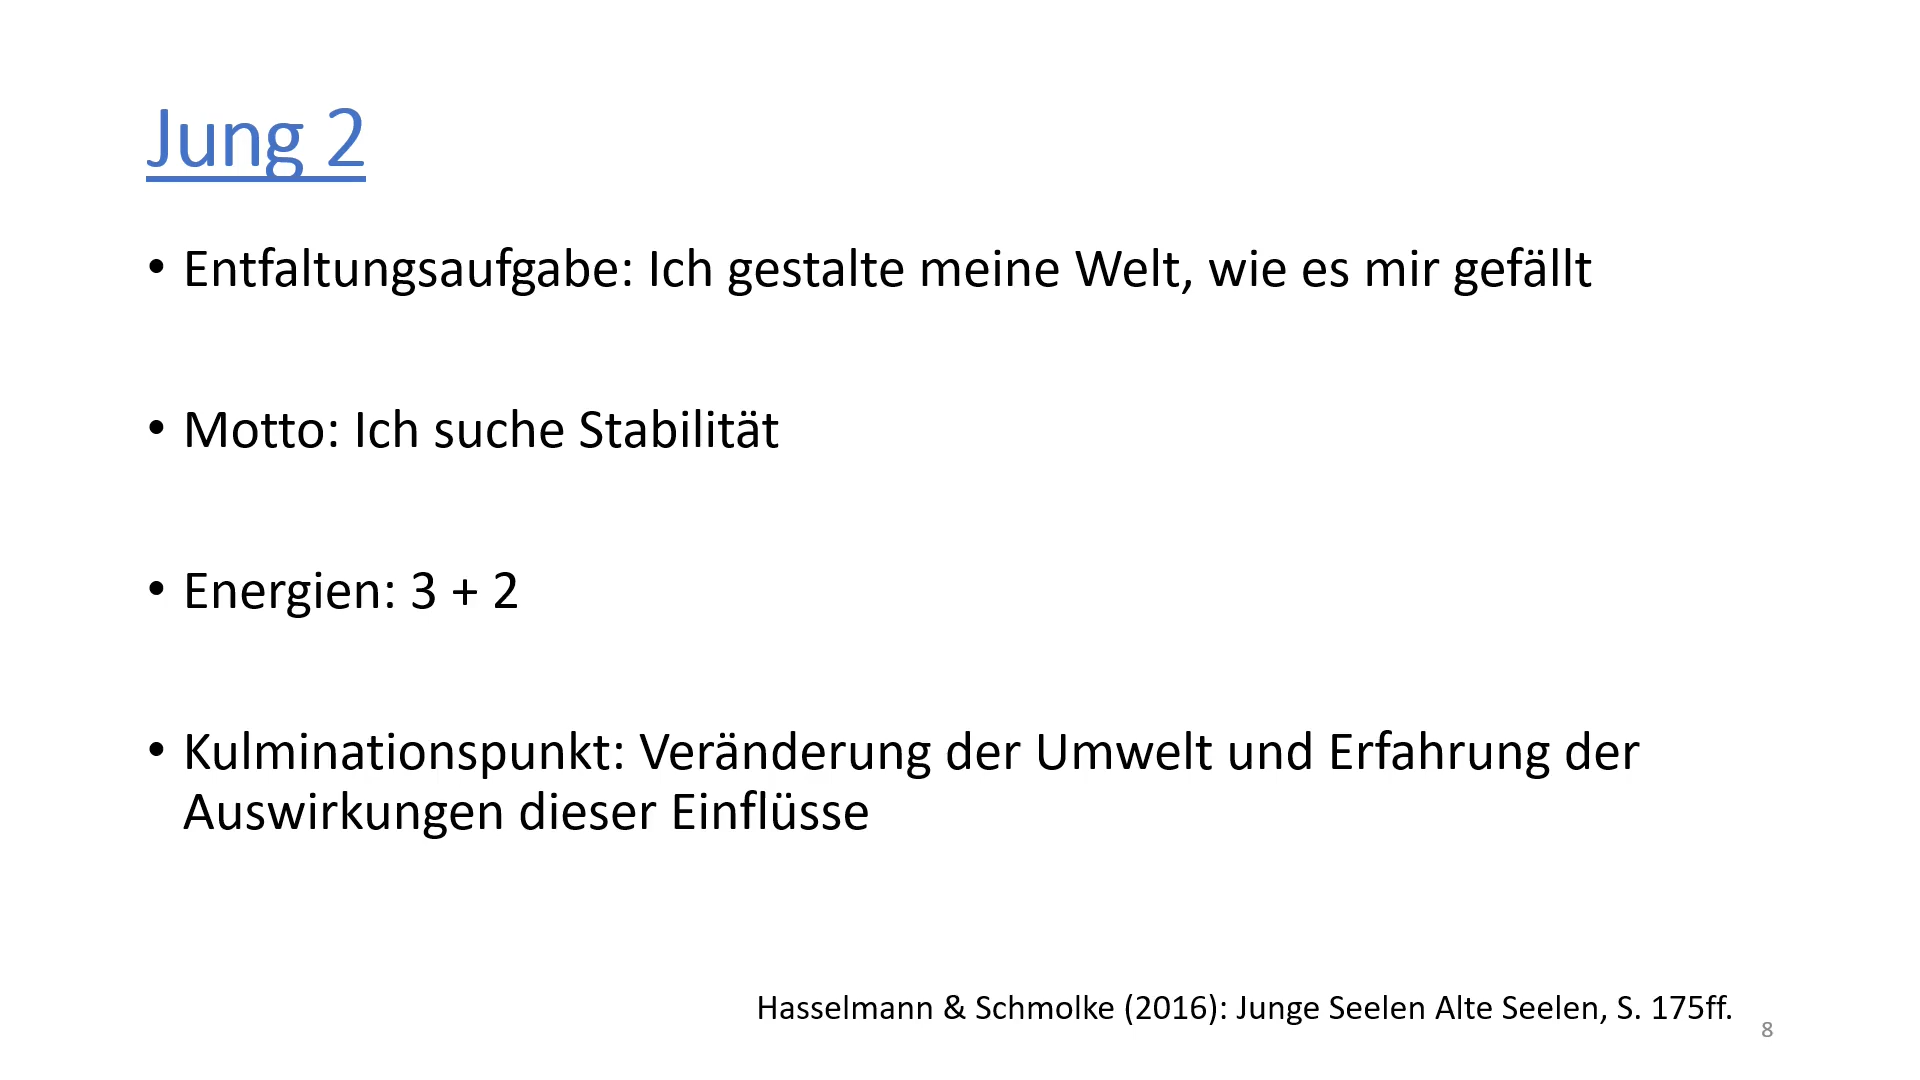 Jung 2
• Entfaltungsaufgabe: Ich gestalte meine Welt, wie es mir gefällt
• Motto: Ich suche Stabilität
• Energien: 3 + 2
• Kulminationspunkt: Veränderung der Umwelt und Erfahrung der
Auswirkungen dieser Einflüsse
Hasselmann & Schmolke (2016): Junge Seelen Alte Seelen, S. 175ff.
8